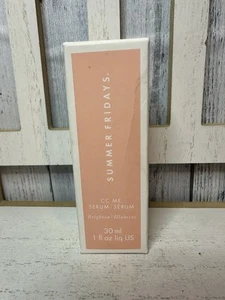 SUMMER FRIDAYS.
CC ME
SERUM · SÉRUM
30 ml
1 fl oz liq US